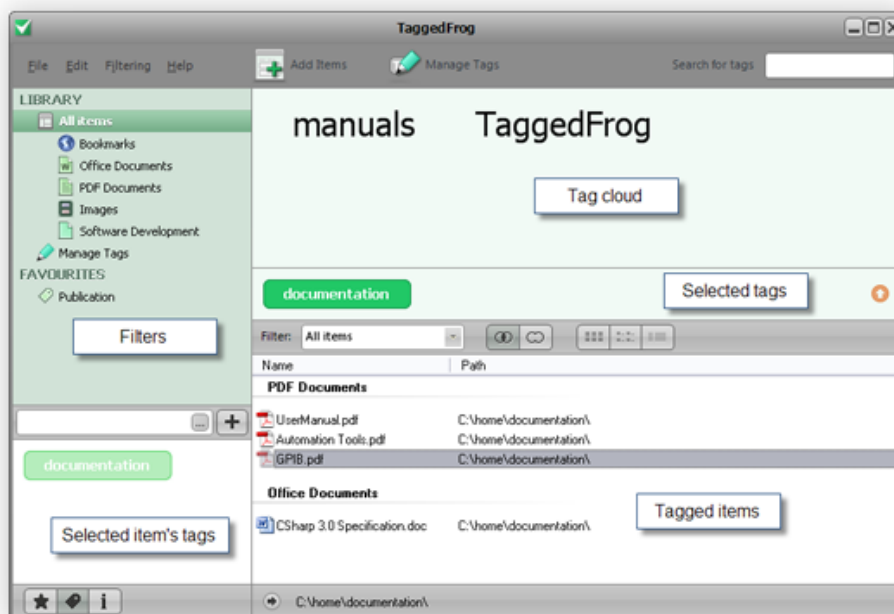 TaggedFrog
File Edit Filtering Help
Add Items
Manage Tags
Search for tags
LIBRARY
All items
Bookmarks
Office Documents
PDF Documents
Images
Software Development
Manage Tags
FAVOURITES
Publication
Filters
manuals TaggedFrog
Tag cloud
documentation
Selected tags
Filter: All items
Name Path
PDF Documents
UserManual.pdf C:\home\documentation\
Automation Tools.pdf C:\home\documentation\
GPIB.pdf C:\home\documentation\
Office Documents
CSharp 3.0 Specification.doc C:\home\documentation\
Tagged items
...
documentation
Selected item's tags
C:\home\documentation\